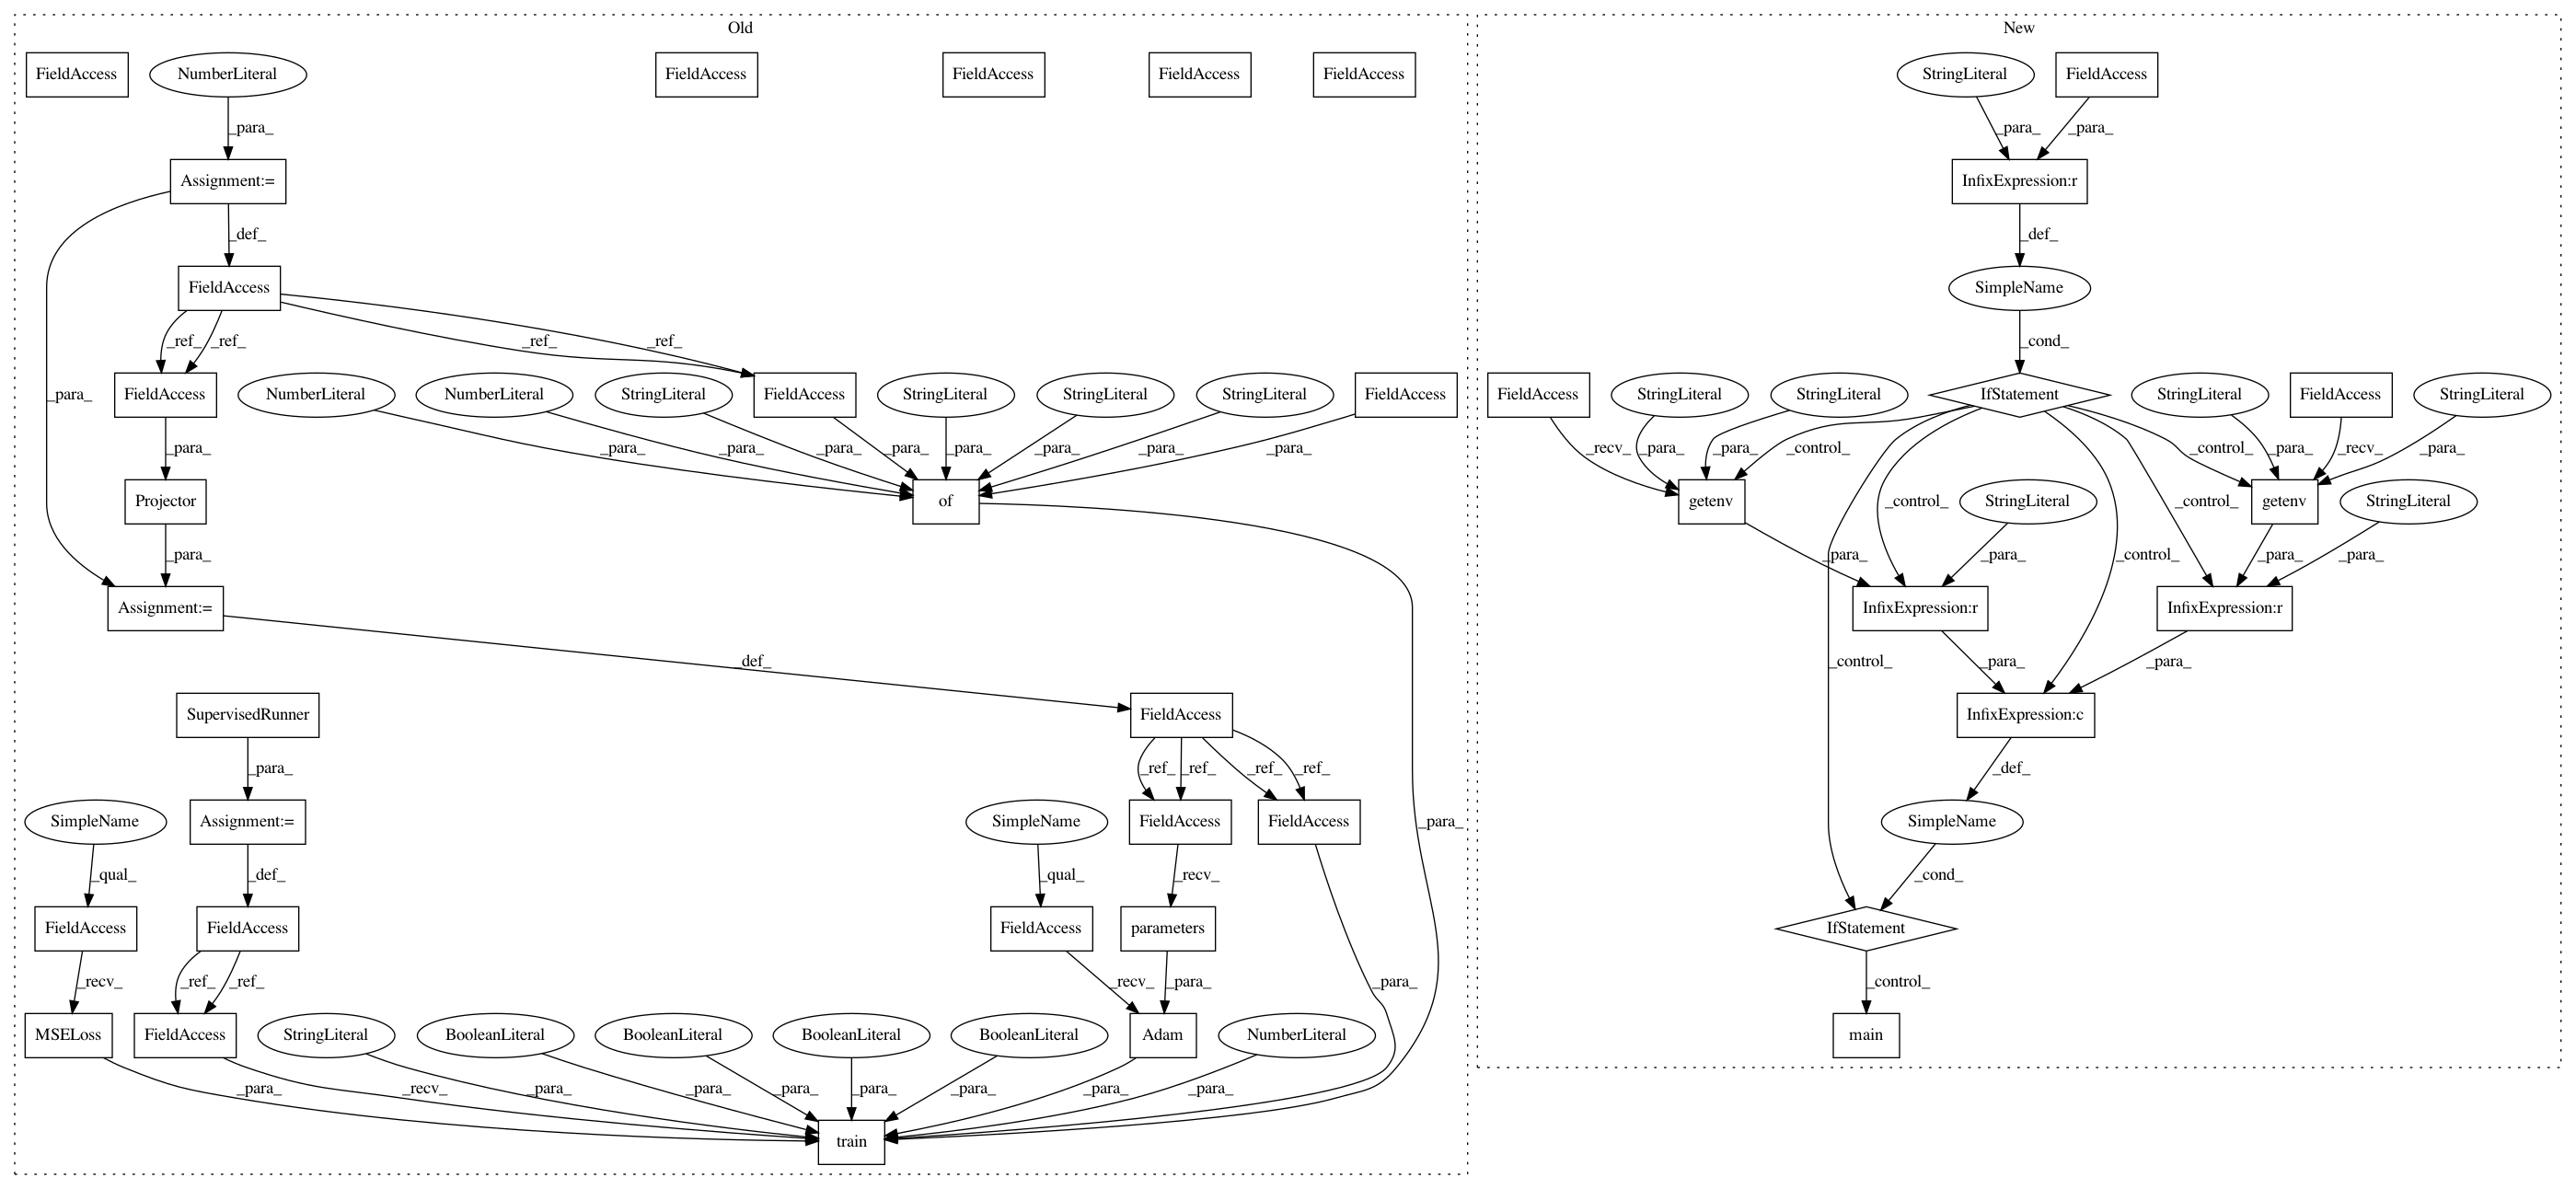 Old
New
FieldAccess
NumberLiteral
FieldAccess
FieldAccess
FieldAccess
FieldAccess
StringLiteral
FieldAccess
_para_
_para_
_para_
Assignment:=
InfixExpression:r
_def_
_def_
FieldAccess
SimpleName
_ref_
_ref_
_ref_
_ref_
_cond_
_para_
FieldAccess
NumberLiteral
NumberLiteral
StringLiteral
FieldAccess
StringLiteral
StringLiteral
StringLiteral
FieldAccess
FieldAccess
StringLiteral
StringLiteral
IfStatement
StringLiteral
FieldAccess
StringLiteral
_para_
_para_
_para_
_para_
_para_
_para_
_para_
_para_
_para_
_recv_
_para_
_para_
_control_
_control_
_para_
_recv_
_para_
Projector
of
getenv
_control_
StringLiteral
_control_
getenv
StringLiteral
_para_
_para_
_para_
_control_
_para_
_para_
Assignment:=
InfixExpression:r
InfixExpression:r
_def_
_control_
_para_
_para_
SupervisedRunner
FieldAccess
InfixExpression:c
_para_
_ref_
_ref_
_ref_
_ref_
_def_
SimpleName
Assignment:=
SimpleName
FieldAccess
FieldAccess
_para_
SimpleName
_qual_
_def_
_qual_
_recv_
_cond_
FieldAccess
FieldAccess
FieldAccess
parameters
IfStatement
_recv_
_ref_
_ref_
_recv_
_para_
_para_
_control_
MSELoss
FieldAccess
StringLiteral
BooleanLiteral
BooleanLiteral
BooleanLiteral
BooleanLiteral
Adam
NumberLiteral
main
_para_
_recv_
_para_
_para_
_para_
_para_
_para_
_para_
_para_
train